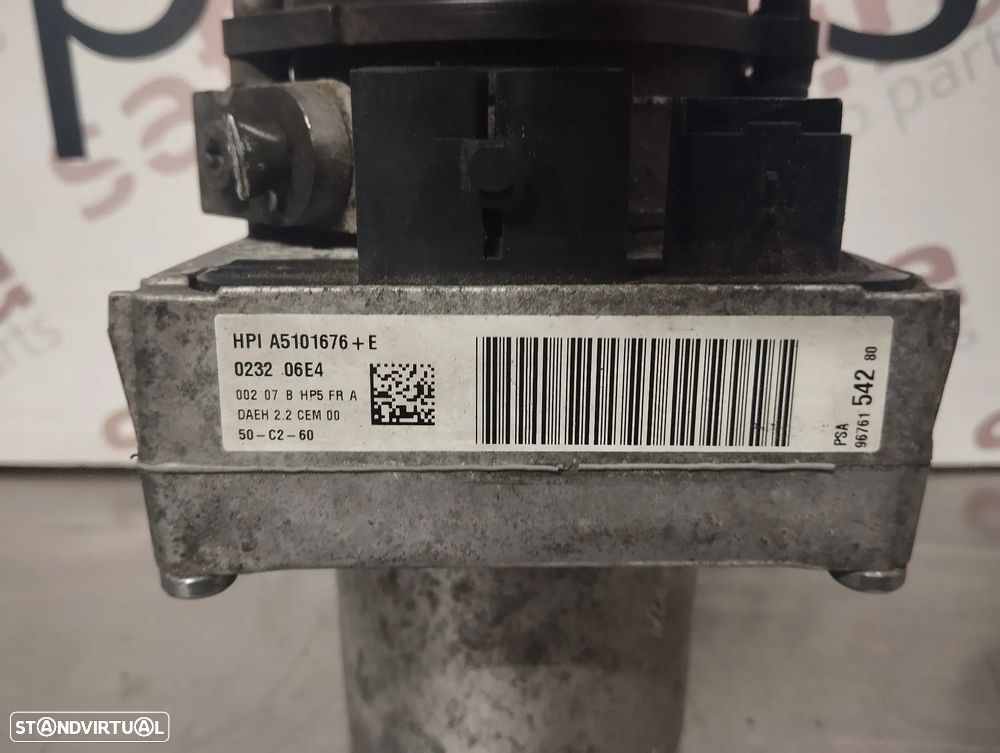 HPI A5101676+E
0232 06E4
002 07 B HP5 FR A
DAEH 2.2 CEM 00
50-C2-60
PSA
96761 542 80
parts
STANDVIRTUAL